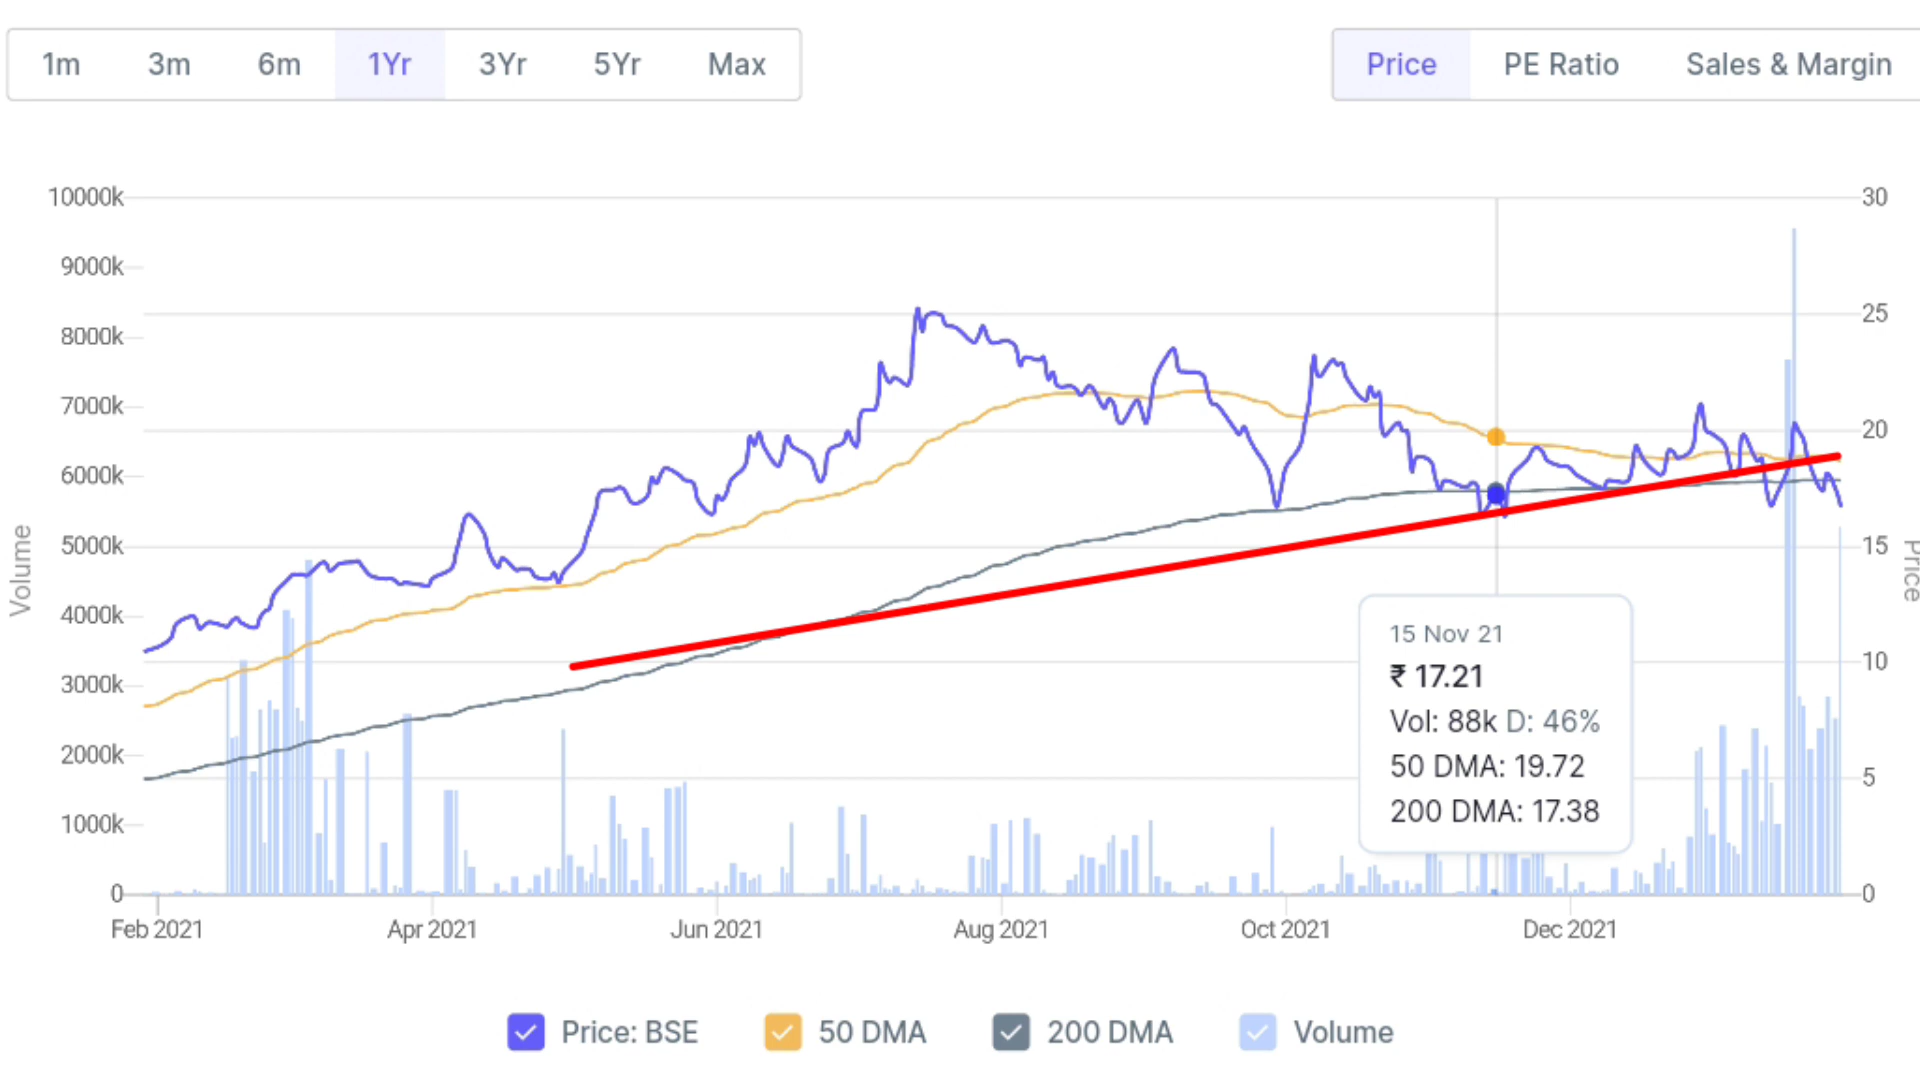 1m 3m 6m 1Yr 3Yr 5Yr Max
Price PE Ratio Sales & Margin
10000k
9000k
8000k
7000k
6000k
5000k
4000k
3000k
2000k
1000k
0
Volume
30
25
20
15
10
5
0
Price
15 Nov 21
₹ 17.21
Vol: 88k D: 46%
50 DMA: 19.72
200 DMA: 17.38
Feb 2021 Apr 2021 Jun 2021 Aug 2021 Oct 2021 Dec 2021
Price: BSE 50 DMA 200 DMA Volume